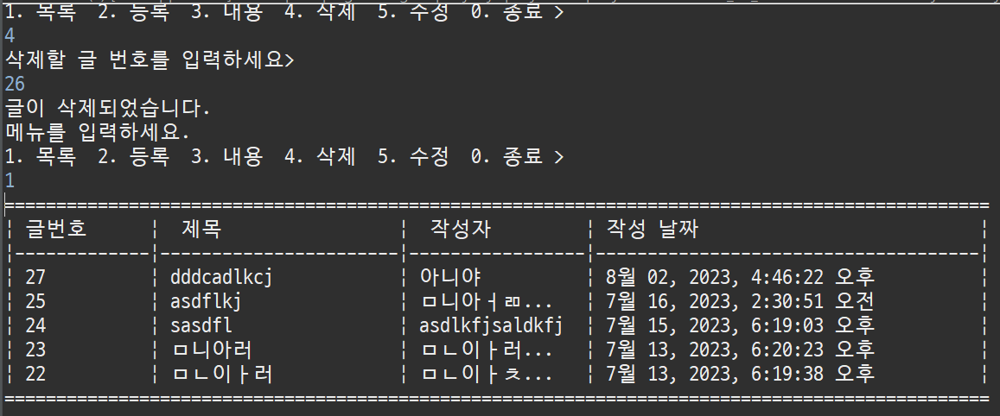 1. 목록 2. 등록 3. 내용 4. 삭제 5. 수정 0. 종료 >
4
삭제할 글 번호를 입력하세요>
26
글이 삭제되었습니다.
메뉴를 입력하세요.
1. 목록 2. 등록 3. 내용 4. 삭제 5. 수정 0. 종료 >
1
===============================================================================================
¦ 글번호 ¦ 제목 ¦ 작성자 ¦ 작성 날짜 ¦
¦-------------¦-----------------------¦-----------------¦-------------------------------------¦
¦ 27 ¦ dddcadlkcj ¦ 아니야 ¦ 8월 02, 2023, 4:46:22 오후 ¦
¦ 25 ¦ asdflkj ¦ ㅁ니아ㅓㄻ... ¦ 7월 16, 2023, 2:30:51 오전 ¦
¦ 24 ¦ sasdfl ¦ asdlkfjsaldkfj ¦ 7월 15, 2023, 6:19:03 오후 ¦
¦ 23 ¦ ㅁ니아러 ¦ ㅁㄴ이ㅏ러... ¦ 7월 13, 2023, 6:20:23 오후 ¦
¦ 22 ¦ ㅁㄴ이ㅏ러 ¦ ㅁㄴ이ㅏㅊ... ¦ 7월 13, 2023, 6:19:38 오후 ¦
===============================================================================================